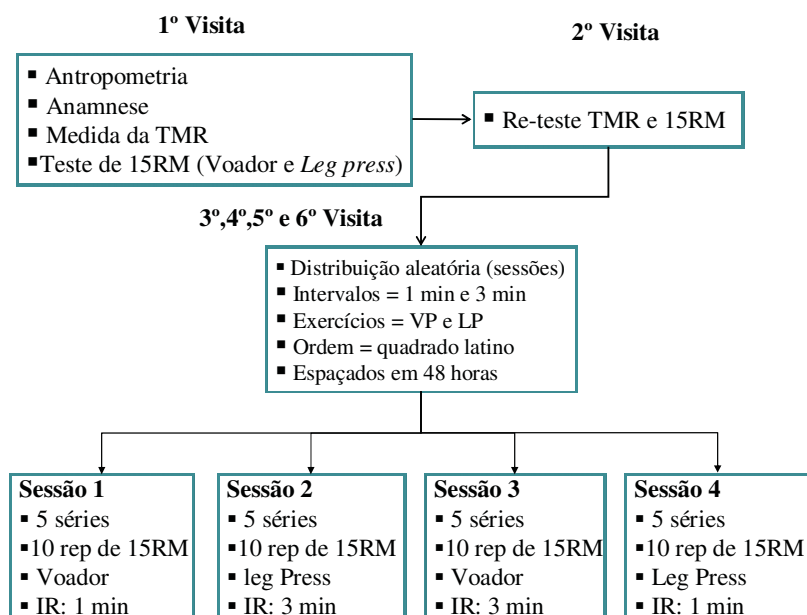 1º Visita
2º Visita
▪ Antropometria
▪ Anamnese
▪ Medida da TMR
▪Teste de 15RM (Voador e Leg press)
▪ Re-teste TMR e 15RM
3º,4º,5º e 6º Visita
▪ Distribuição aleatória (sessões)
▪ Intervalos = 1 min e 3 min
▪ Exercícios = VP e LP
▪ Ordem = quadrado latino
▪ Espaçados em 48 horas
Sessão 1
▪ 5 séries
▪10 rep de 15RM
▪ Voador
▪ IR: 1 min
Sessão 2
▪ 5 séries
▪10 rep de 15RM
▪ leg Press
▪ IR: 3 min
Sessão 3
▪ 5 séries
▪10 rep de 15RM
▪ Voador
▪ IR: 3 min
Sessão 4
▪ 5 séries
▪10 rep de 15RM
▪ Leg Press
▪ IR: 1 min